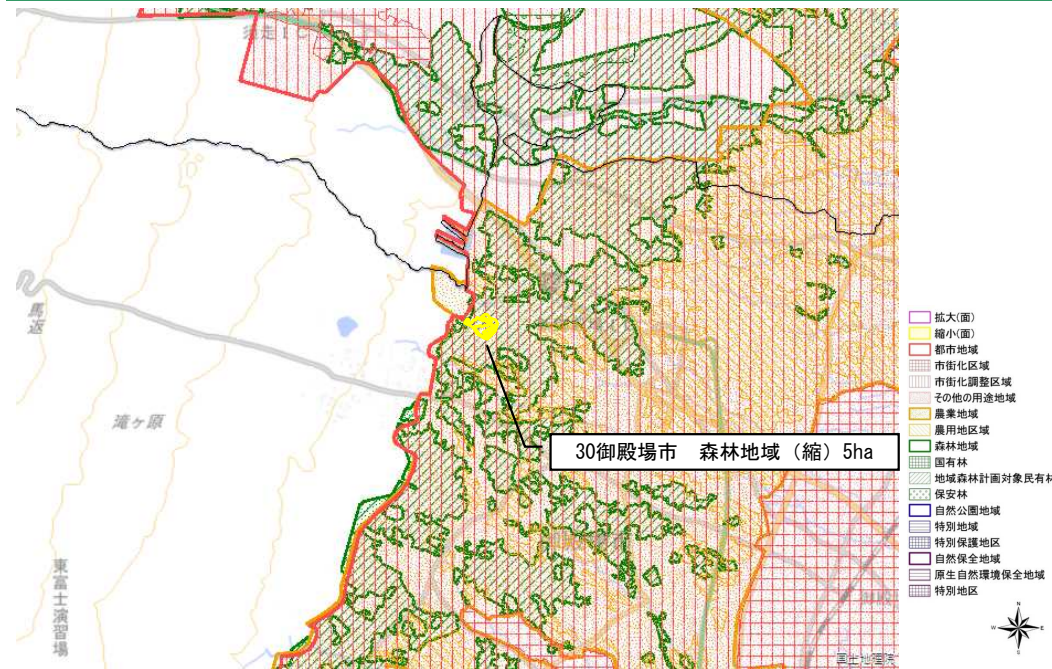 須走IC
馬返
滝ヶ原
東富士演習場
30御殿場市 森林地域（縮）5ha
国土地理院
拡大(面)
縮小(面)
都市地域
市街化区域
市街化調整区域
その他の用途地域
農業地域
農用地区域
森林地域
国有林
地域森林計画対象民有林
保安林
自然公園地域
特別地域
特別保護地区
自然保全地域
原生自然環境保全地域
特別地区
N
W
E
S